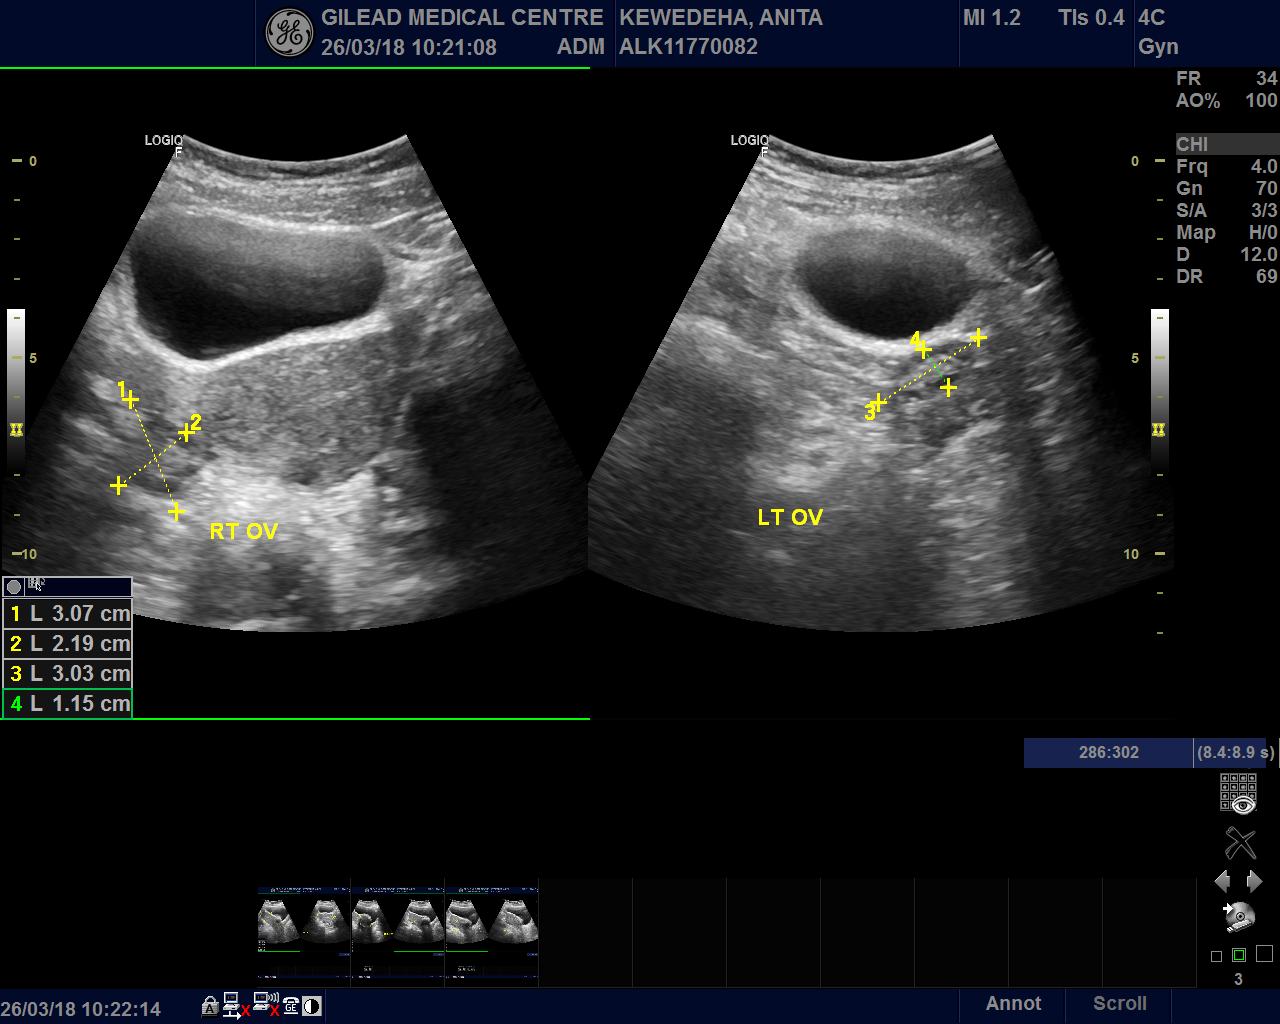 GILEAD MEDICAL CENTRE
26/03/18 10:21:08 ADM
KEWEDEHA, ANITA
ALK11770082
MI 1.2 TIs 0.4
4C
Gyn
FR 34
AO% 100
CHI
Frq 4.0
Gn 70
S/A 3/3
Map H/0
D 12.0
DR 69
LOGIQ
F
LOGIQ
F
0
5
10
0
5
10
1
2
RT OV
4
3
LT OV
1 L 3.07 cm
2 L 2.19 cm
3 L 3.03 cm
4 L 1.15 cm
286:302 (8.4:8.9 s)
3
26/03/18 10:22:14
Annot
Scroll